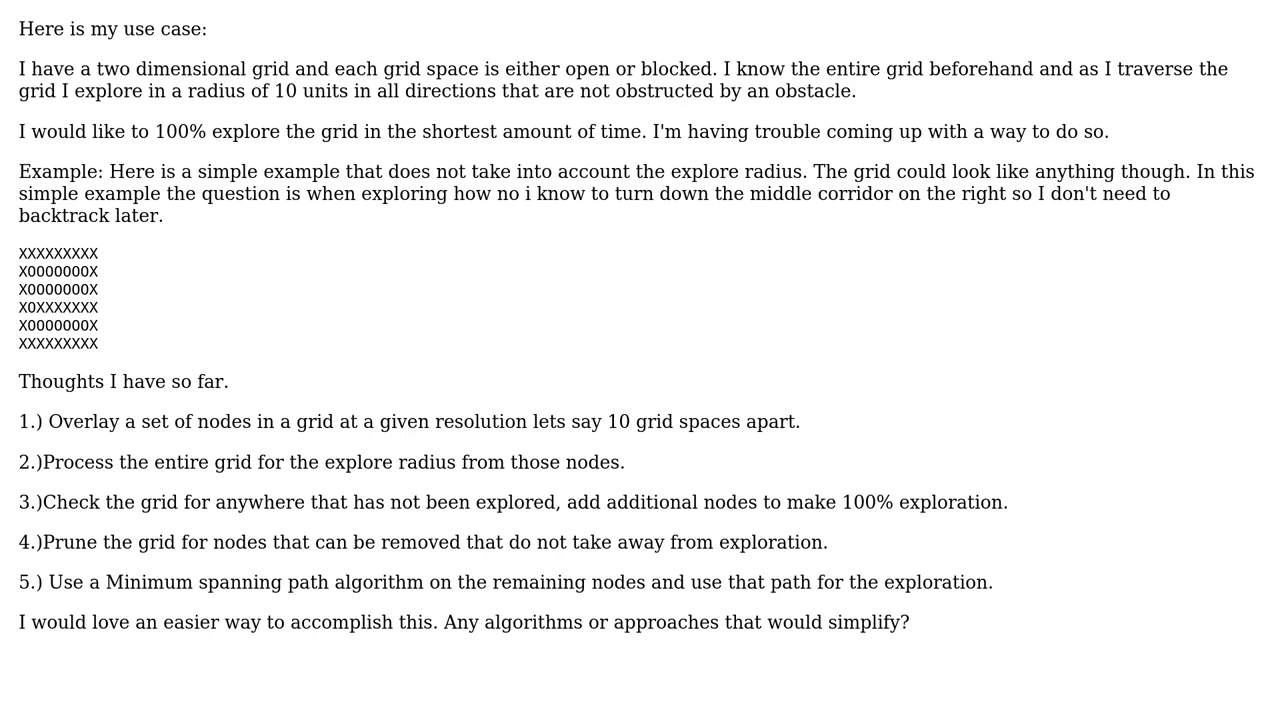 Here is my use case:
I have a two dimensional grid and each grid space is either open or blocked. I know the entire grid beforehand and as I traverse the
grid I explore in a radius of 10 units in all directions that are not obstructed by an obstacle.
I would like to 100% explore the grid in the shortest amount of time. I'm having trouble coming up with a way to do so.
Example: Here is a simple example that does not take into account the explore radius. The grid could look like anything though. In this
simple example the question is when exploring how no i know to turn down the middle corridor on the right so I don't need to
backtrack later.
XXXXXXXXX
XOOOOOOOX
XOOOOOOOX
XOXXXXXXX
XOOOOOOOX
XXXXXXXXX
Thoughts I have so far.
1.) Overlay a set of nodes in a grid at a given resolution lets say 10 grid spaces apart.
2.)Process the entire grid for the explore radius from those nodes.
3.)Check the grid for anywhere that has not been explored, add additional nodes to make 100% exploration.
4.)Prune the grid for nodes that can be removed that do not take away from exploration.
5.) Use a Minimum spanning path algorithm on the remaining nodes and use that path for the exploration.
I would love an easier way to accomplish this. Any algorithms or approaches that would simplify?